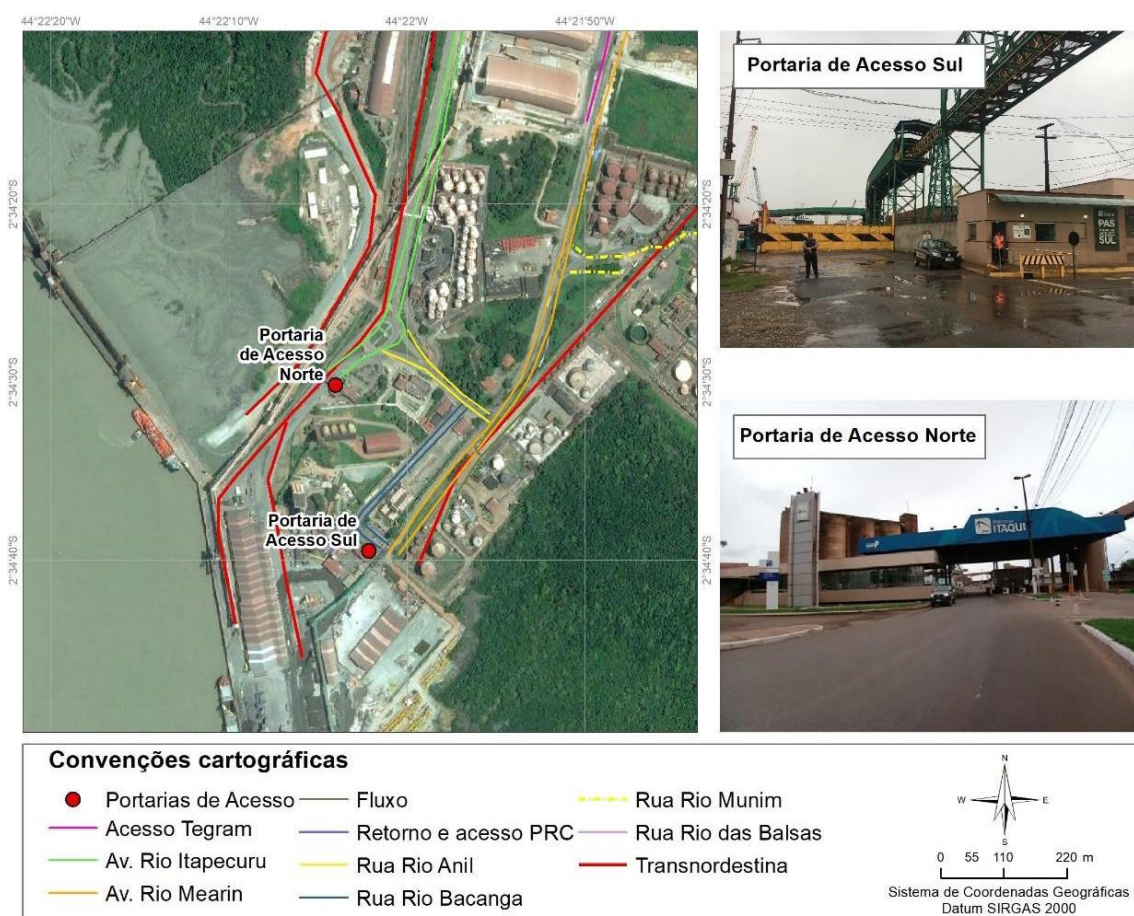 44°22'20"W
44°22'10"W
44°22'W
44°21'50"W
2°34'20"S
2°34'20"S
2°34'30"S
2°34'30"S
2°34'40"S
2°34'40"S
Portaria
de Acesso
Norte
Portaria de
Acesso Sul
Portaria de Acesso Sul
PAS
SUL
Portaria de Acesso Norte
ITAQUI
Convenções cartográficas
Portarias de Acesso
Acesso Tegram
Av. Rio Itapecuru
Av. Rio Mearin
Fluxo
Retorno e acesso PRC
Rua Rio Anil
Rua Rio Bacanga
Rua Rio Munim
Rua Rio das Balsas
Transnordestina
N
W
E
S
0 55 110 220 m
Sistema de Coordenadas Geográficas
Datum SIRGAS 2000